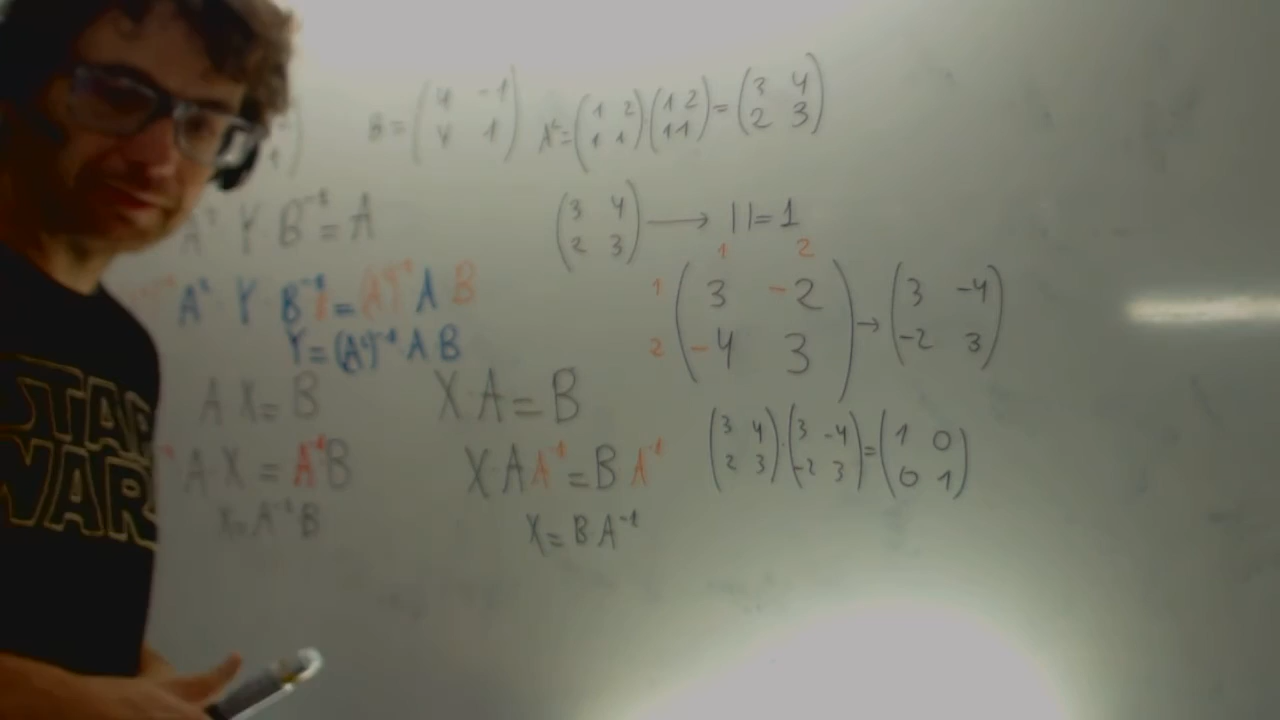 B = ( 4 -1 ; 4 1 ) A² = ( 1 2 ; 1 1 ) ( 1 2 ; 1 1 ) = ( 3 4 ; 2 3 )
A² Y B⁻¹ = A
( 3 4 ; 2 3 ) → | | = 1
A² Y B⁻¹ B = (A²)⁻¹ A B
Y = (A²)⁻¹ A B
1 2
1 ( 3 -2
2 -4 3 ) → ( 3 -4 ; -2 3 )
A X = B
X A = B
A X = A⁻¹ B
X A A⁻¹ = B A⁻¹
( 3 4 ; 2 3 ) · ( 3 -4 ; -2 3 ) = ( 1 0 ; 0 1 )
X = A⁻¹ B
X = B A⁻¹
STAR
WARS